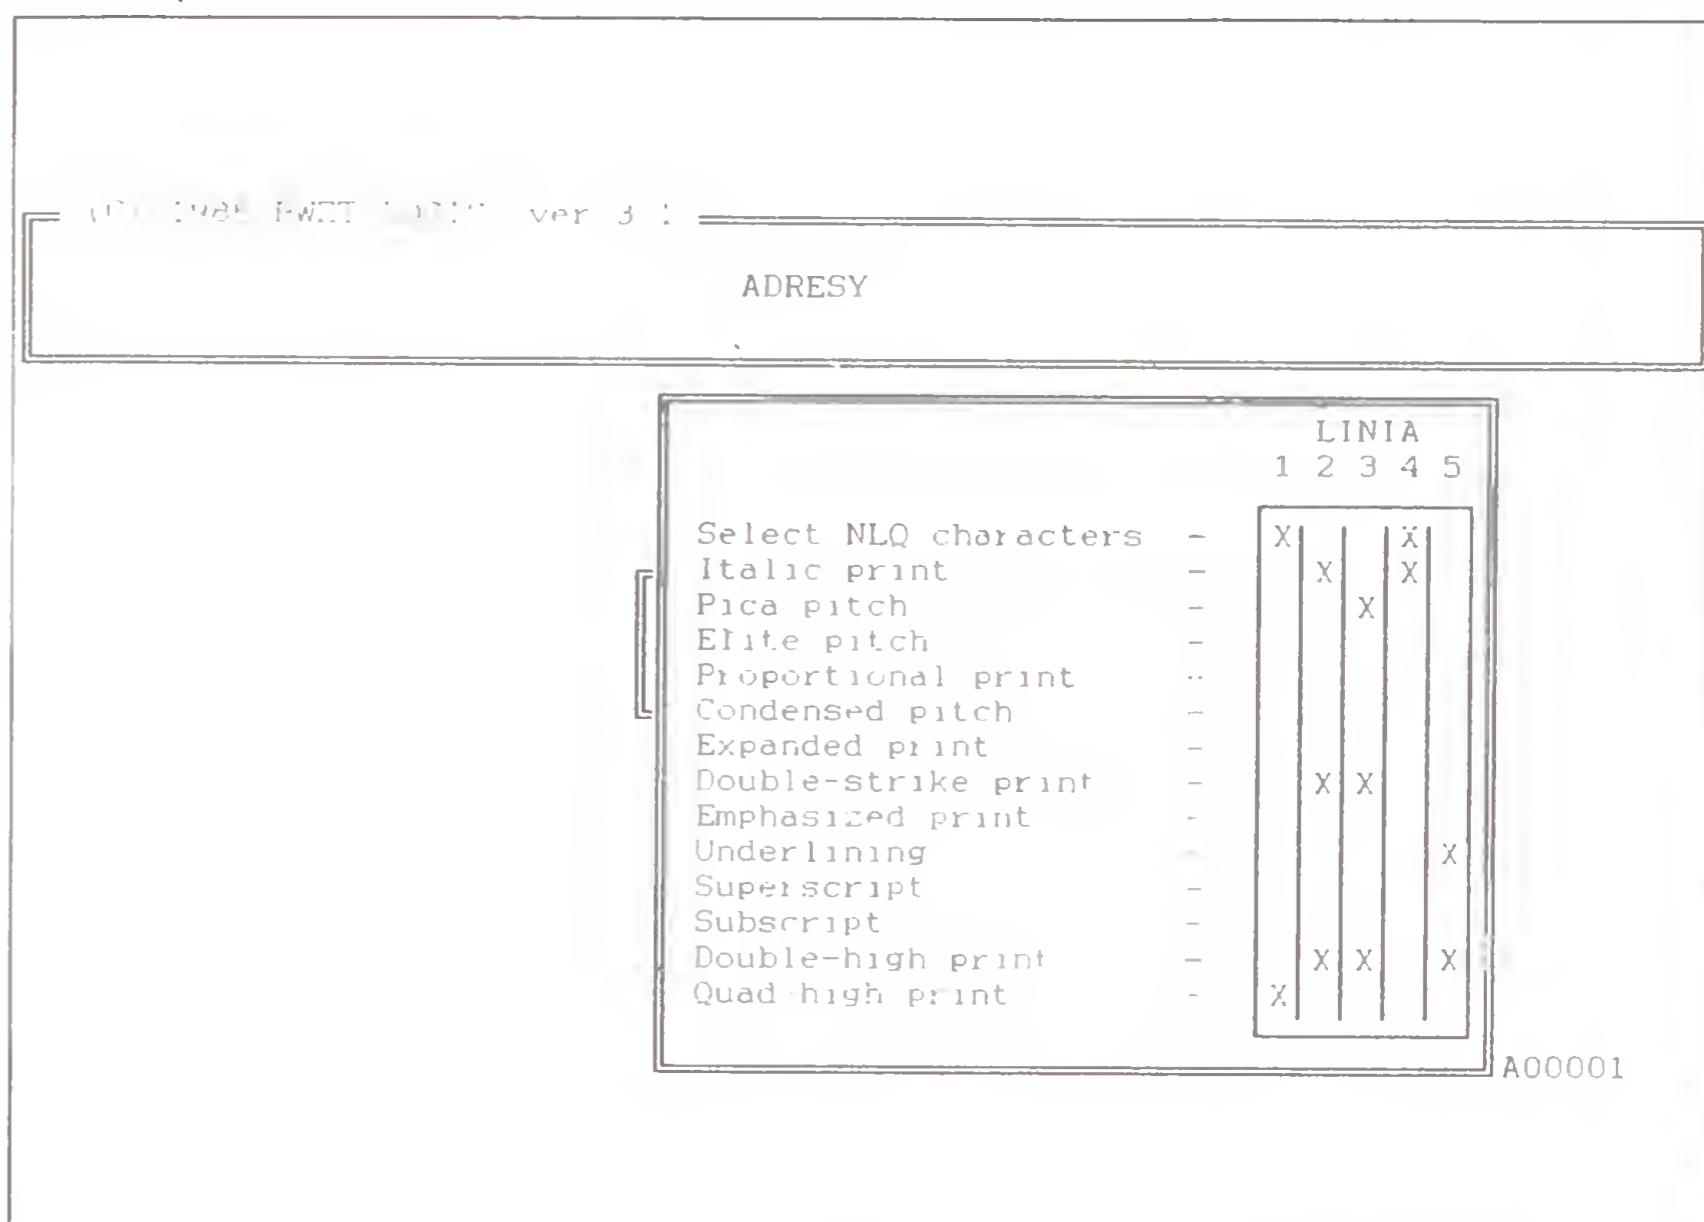 ver 3
ADRESY
LINIA
1 2 3 4 5
Select NLQ characters - X X
Italic print - X X
Pica pitch - X
Elite pitch -
Proportional print -
Condensed pitch -
Expanded print -
Double-strike print - X X
Emphasized print -
Underlining - X
Superscript -
Subscript -
Double-high print - X X X
Quad-high print - X
A00001